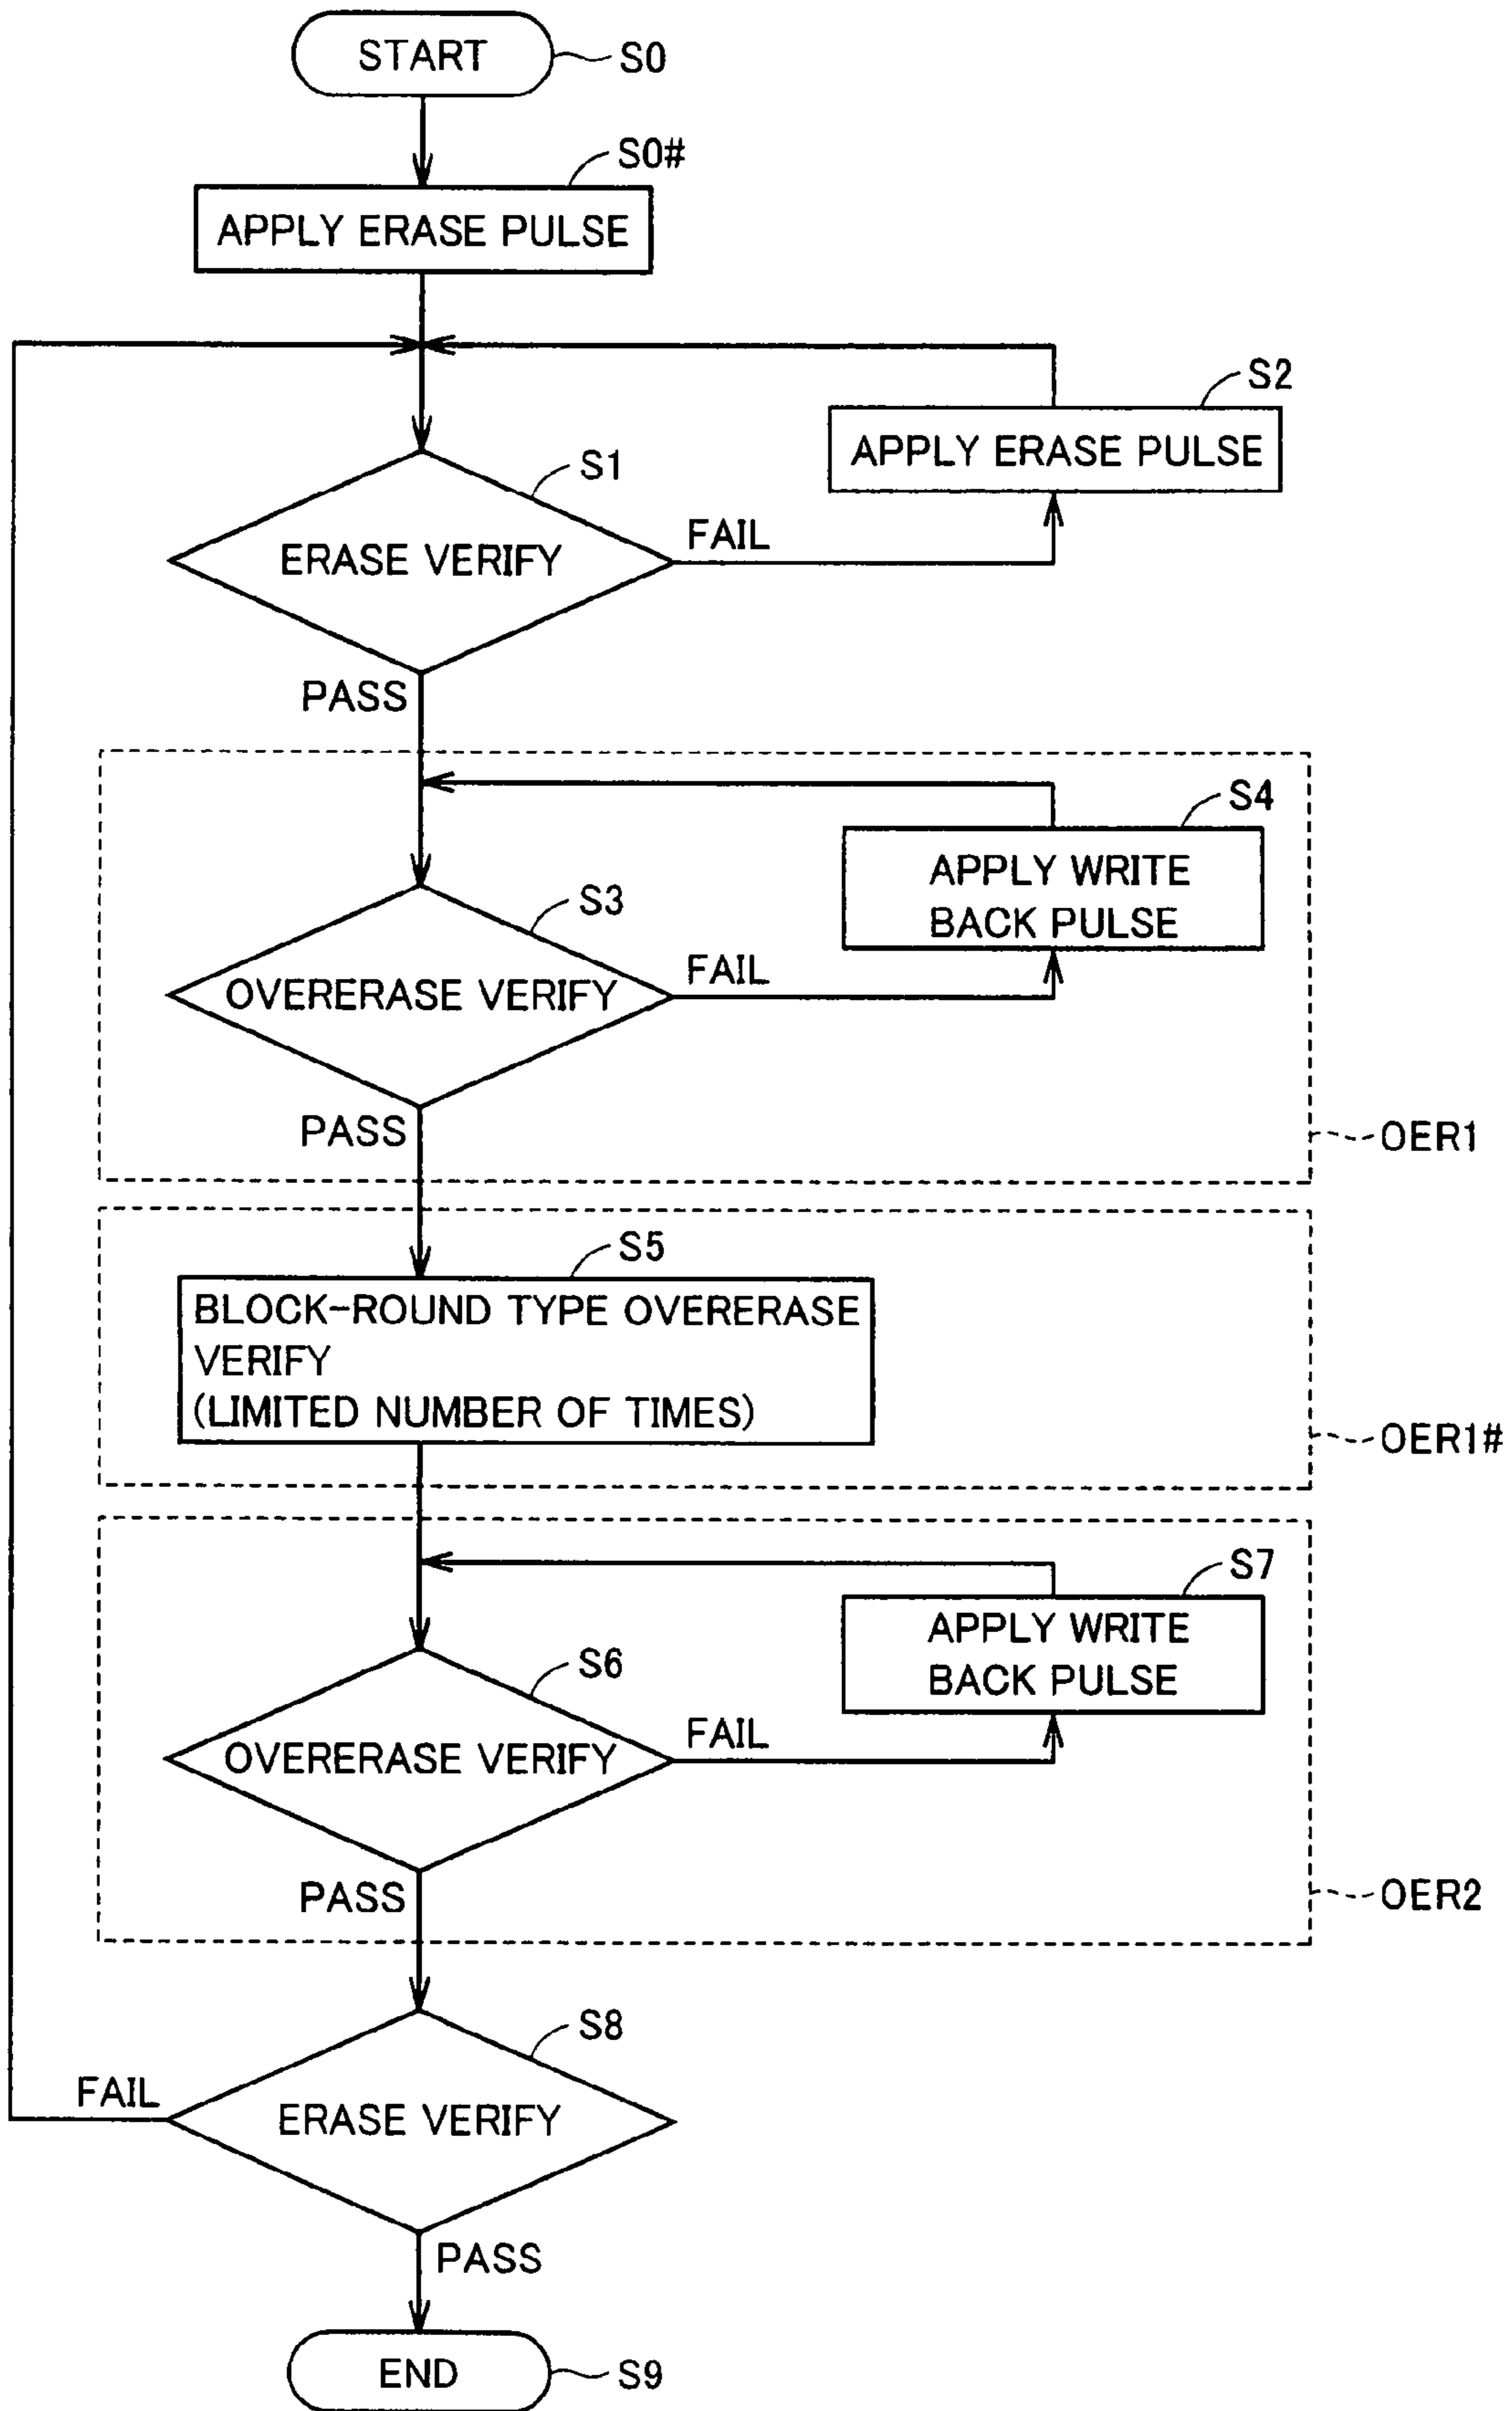 START
S0
S0#
APPLY ERASE PULSE
S2
APPLY ERASE PULSE
S1
ERASE VERIFY
FAIL
PASS
S4
APPLY WRITE
BACK PULSE
S3
OVERERASE VERIFY
FAIL
PASS
OER1
S5
BLOCK-ROUND TYPE OVERERASE
VERIFY
(LIMITED NUMBER OF TIMES)
OER1#
S7
APPLY WRITE
BACK PULSE
S6
OVERERASE VERIFY
FAIL
PASS
OER2
S8
FAIL
ERASE VERIFY
PASS
END
S9